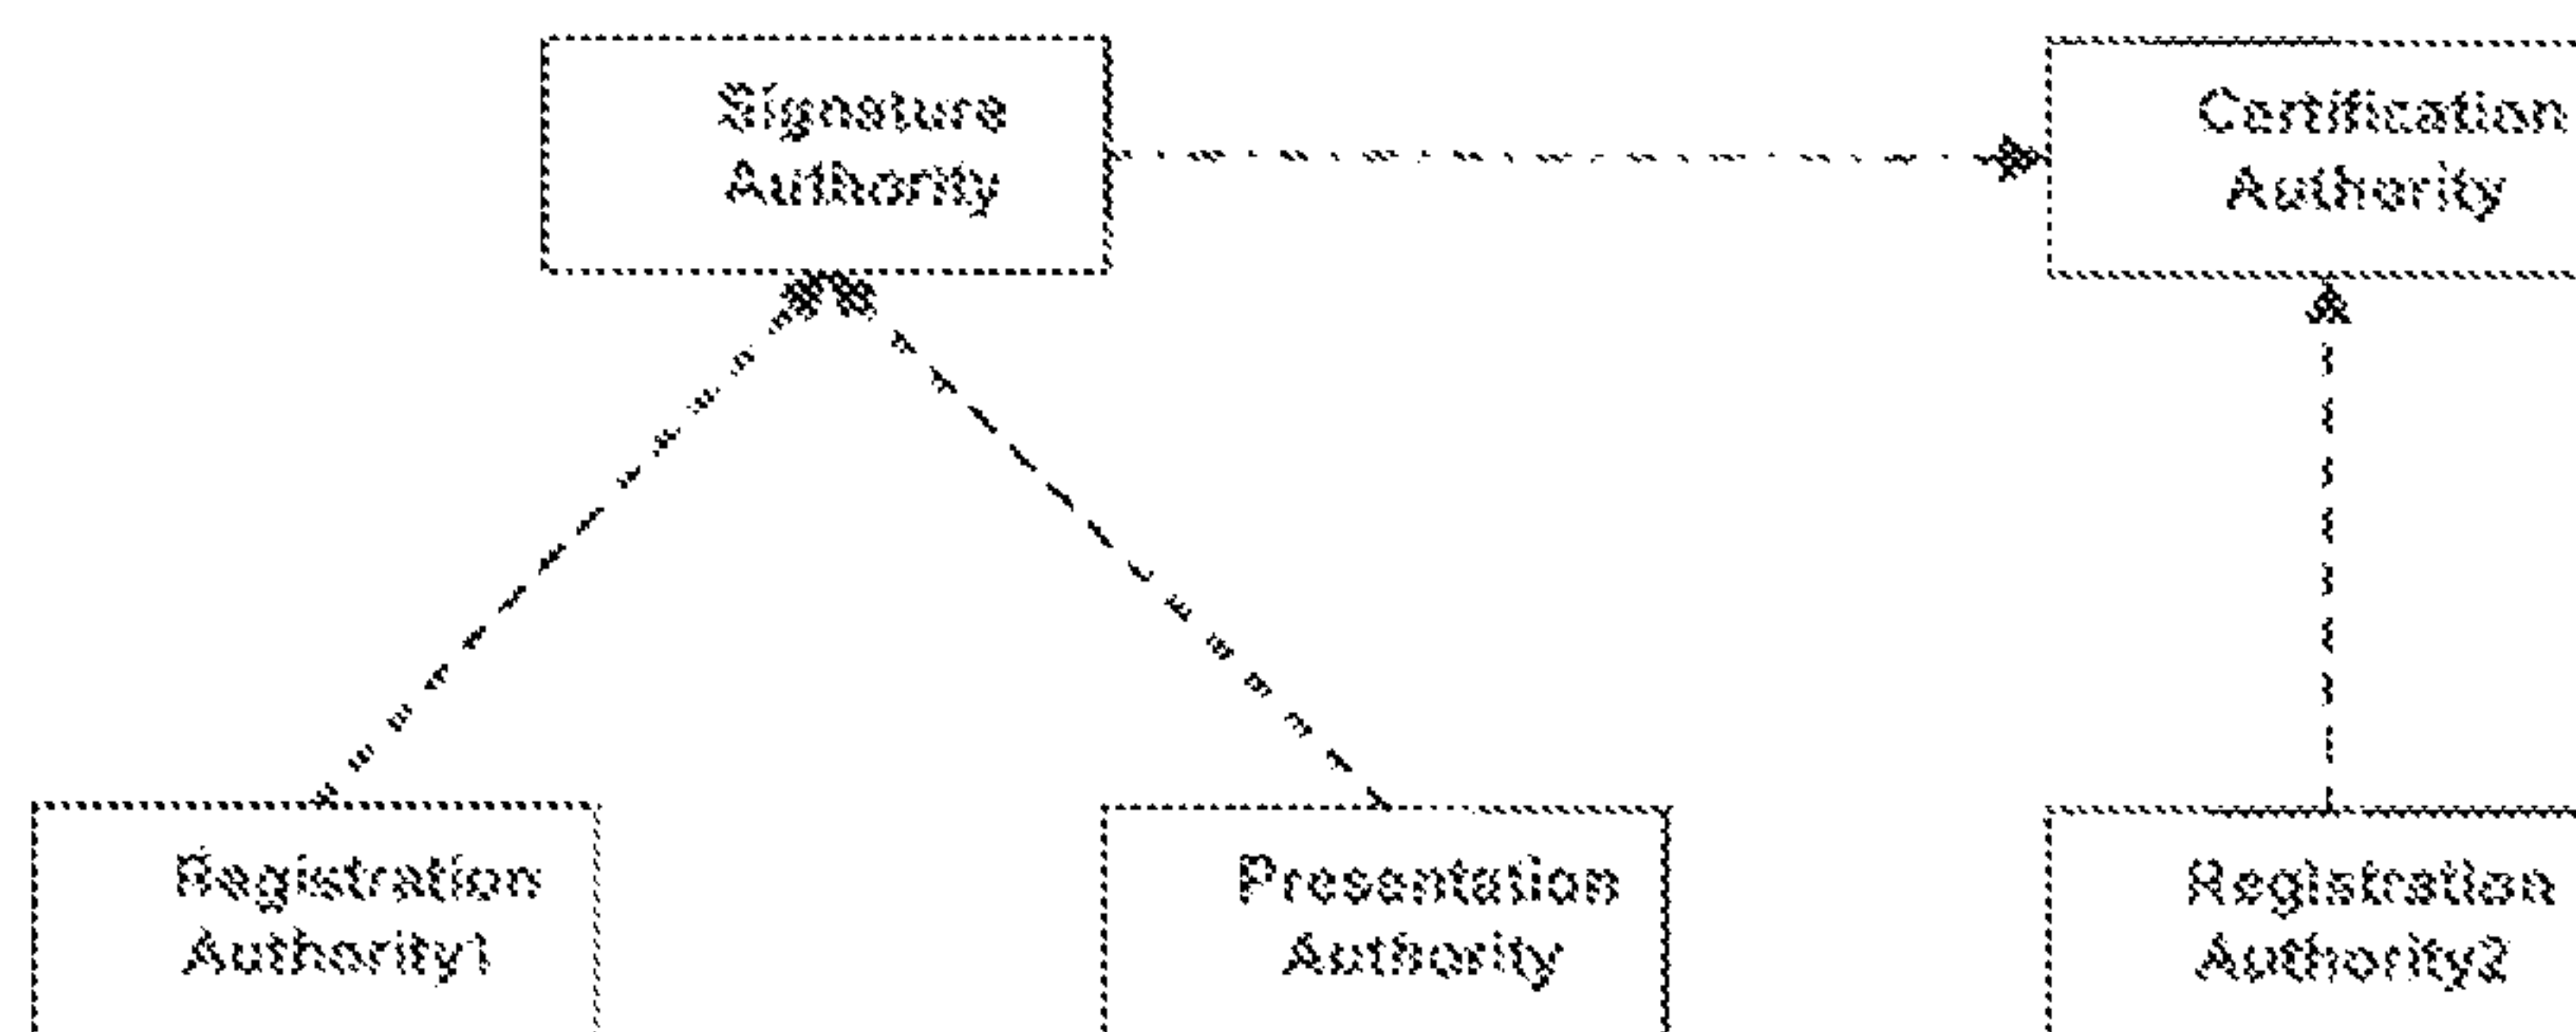 Signature
Authority
Certification
Authority
Registration
Authority1
Presentation
Authority
Registration
Authority2